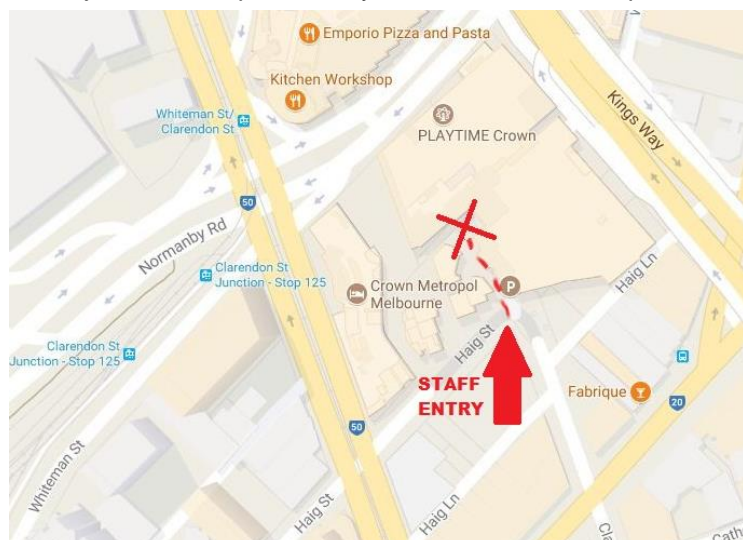 Emporio Pizza and Pasta
Kitchen Workshop
Whiteman St/
Clarendon St
PLAYTIME Crown
Kings Way
50
Normanby Rd
Clarendon St
Junction - Stop 125
Crown Metropol
Melbourne
P
Haig Ln
Haig St
Clarendon St
Junction - Stop 125
STAFF
ENTRY
Fabrique
20
50
Whiteman St
Haig St
Haig Ln
Cla
Cath